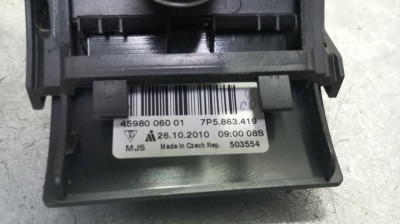 45980 060 01 7P5.863.419
26.10.2010 09:00 08S
MJS Made in Czech Rep. 503554